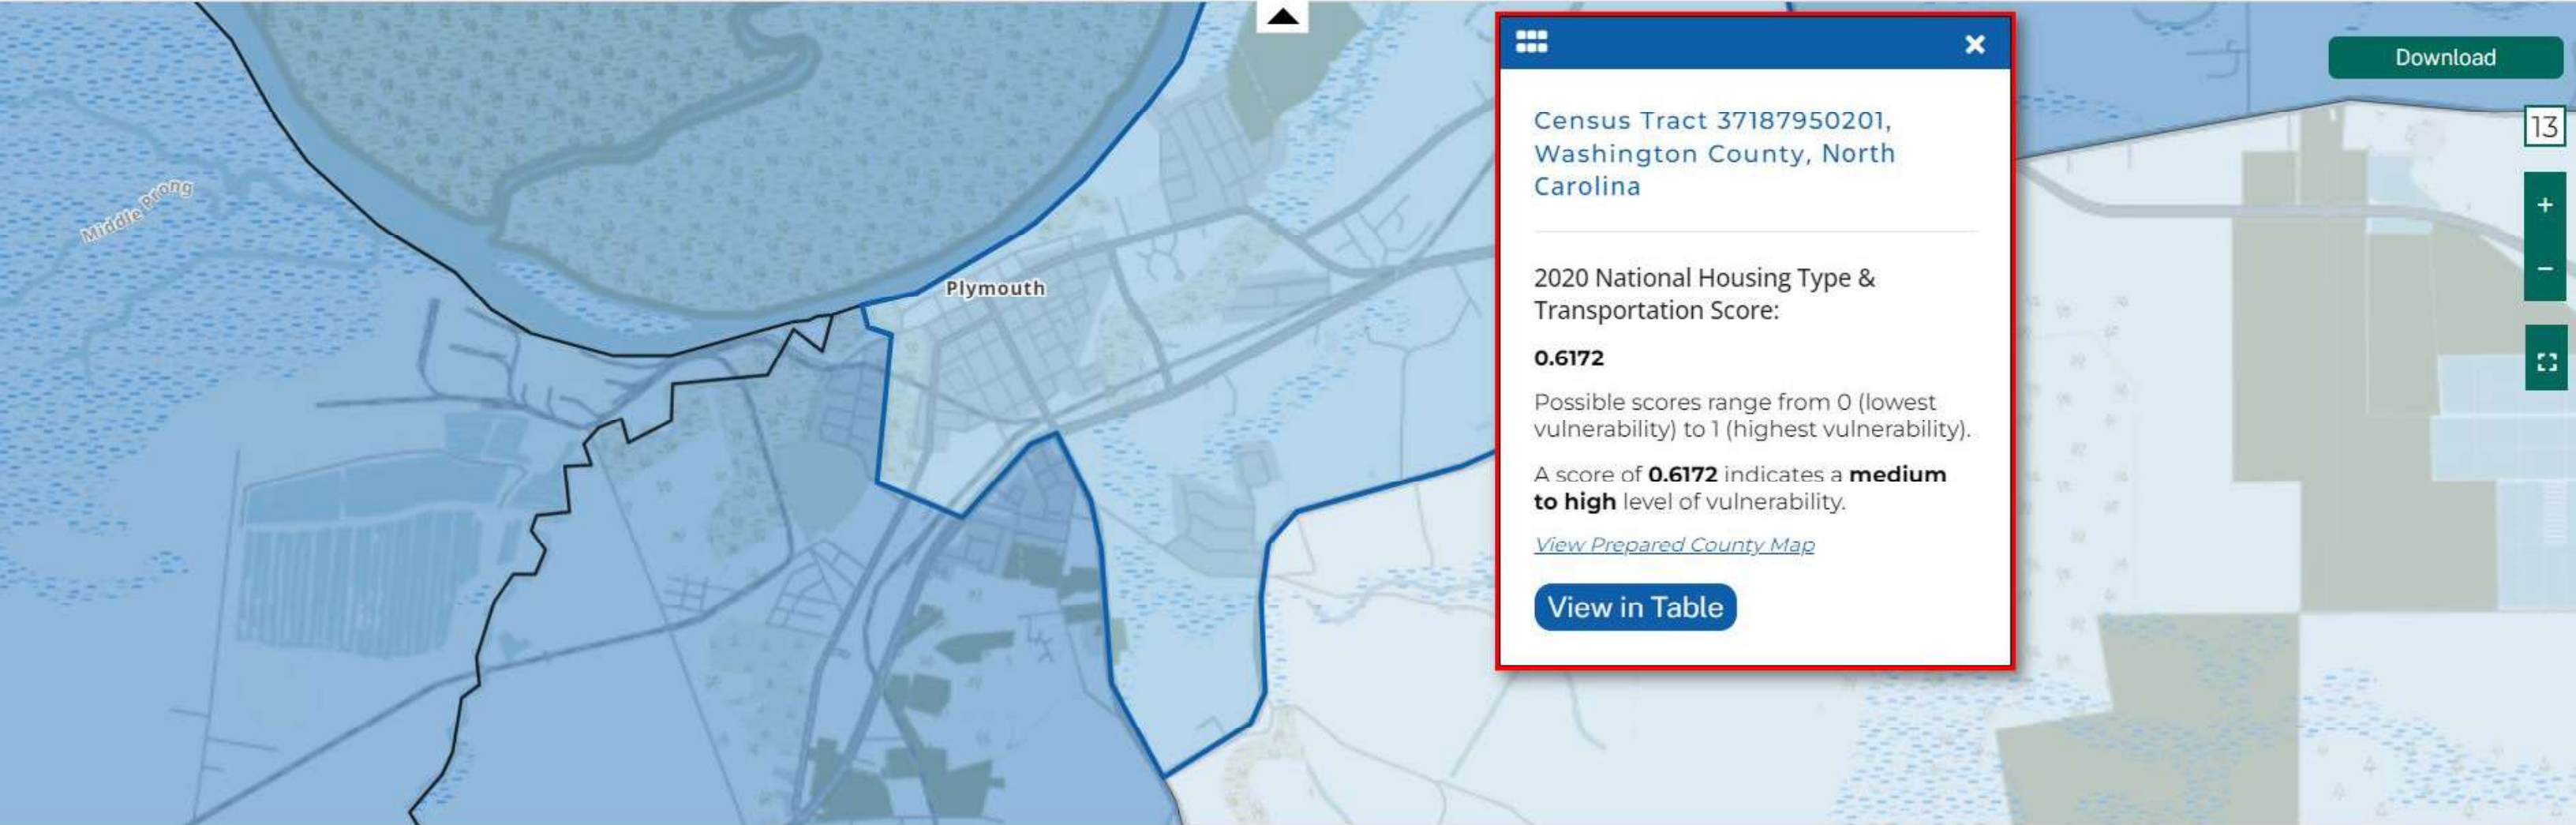 Middle Prong
Plymouth
Census Tract 37187950201,
Washington County, North
Carolina
2020 National Housing Type &
Transportation Score:
0.6172
Possible scores range from 0 (lowest
vulnerability) to 1 (highest vulnerability).
A score of 0.6172 indicates a medium
to high level of vulnerability.
View Prepared County Map
View in Table
Download
13
+
−